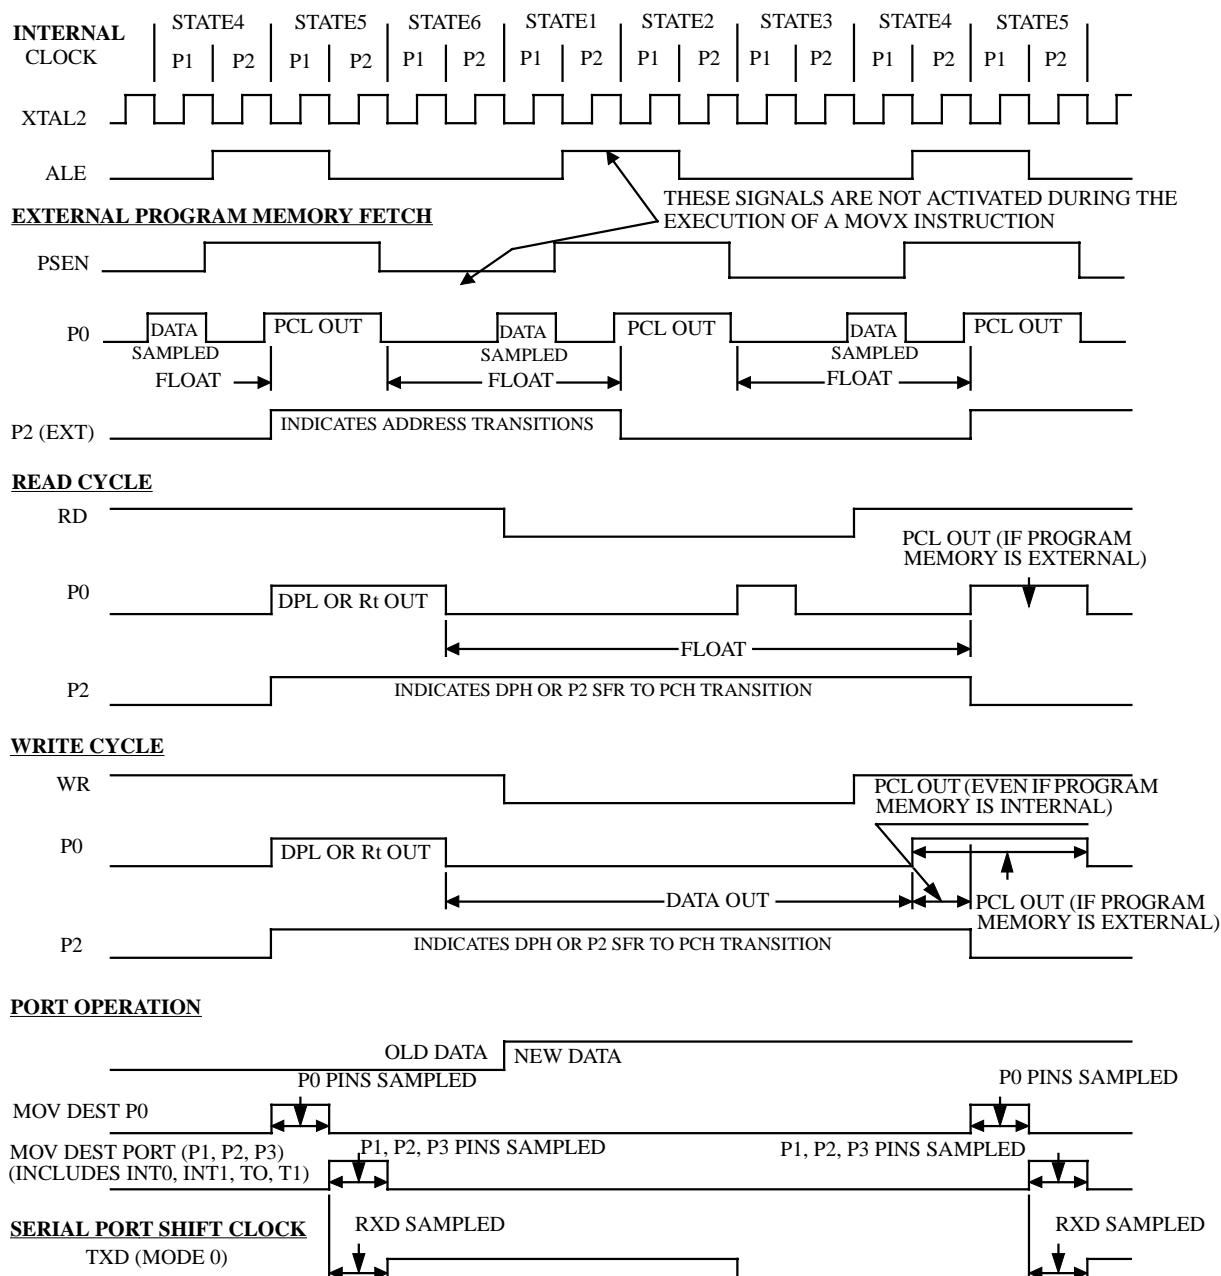 STATE4 STATE5 STATE6 STATE1 STATE2 STATE3 STATE4 STATE5
INTERNAL
CLOCK
P1 P2 P1 P2 P1 P2 P1 P2 P1 P2 P1 P2 P1 P2 P1 P2
XTAL2
ALE
THESE SIGNALS ARE NOT ACTIVATED DURING THE
EXECUTION OF A MOVX INSTRUCTION
EXTERNAL PROGRAM MEMORY FETCH
PSEN
P0 DATA PCL OUT DATA PCL OUT DATA PCL OUT
SAMPLED SAMPLED SAMPLED
FLOAT FLOAT FLOAT
P2 (EXT) INDICATES ADDRESS TRANSITIONS
READ CYCLE
RD
PCL OUT (IF PROGRAM
MEMORY IS EXTERNAL)
P0 DPL OR Rt OUT
FLOAT
P2 INDICATES DPH OR P2 SFR TO PCH TRANSITION
WRITE CYCLE
WR
PCL OUT (EVEN IF PROGRAM
MEMORY IS INTERNAL)
P0 DPL OR Rt OUT
DATA OUT
PCL OUT (IF PROGRAM
MEMORY IS EXTERNAL)
P2 INDICATES DPH OR P2 SFR TO PCH TRANSITION
PORT OPERATION
OLD DATA NEW DATA
P0 PINS SAMPLED P0 PINS SAMPLED
MOV DEST P0
MOV DEST PORT (P1, P2, P3) P1, P2, P3 PINS SAMPLED P1, P2, P3 PINS SAMPLED
(INCLUDES INT0, INT1, TO, T1)
SERIAL PORT SHIFT CLOCK RXD SAMPLED RXD SAMPLED
TXD (MODE 0)